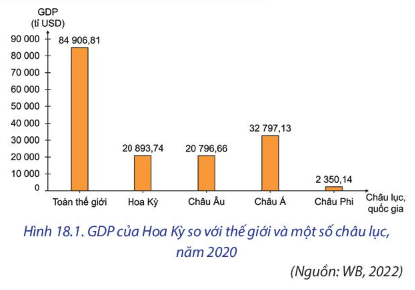 GDP
(tỉ USD)
84 906,81
90 000
80 000
70 000
60 000
50 000
40 000
30 000
20 000
10 000
0
20 893,74
20 796,66
32 797,13
2 350,14
Toàn thế giới
Hoa Kỳ
Châu Âu
Châu Á
Châu Phi
Châu lục,
quốc gia
Hình 18.1. GDP của Hoa Kỳ so với thế giới và một số châu lục,
năm 2020
(Nguồn: WB, 2022)